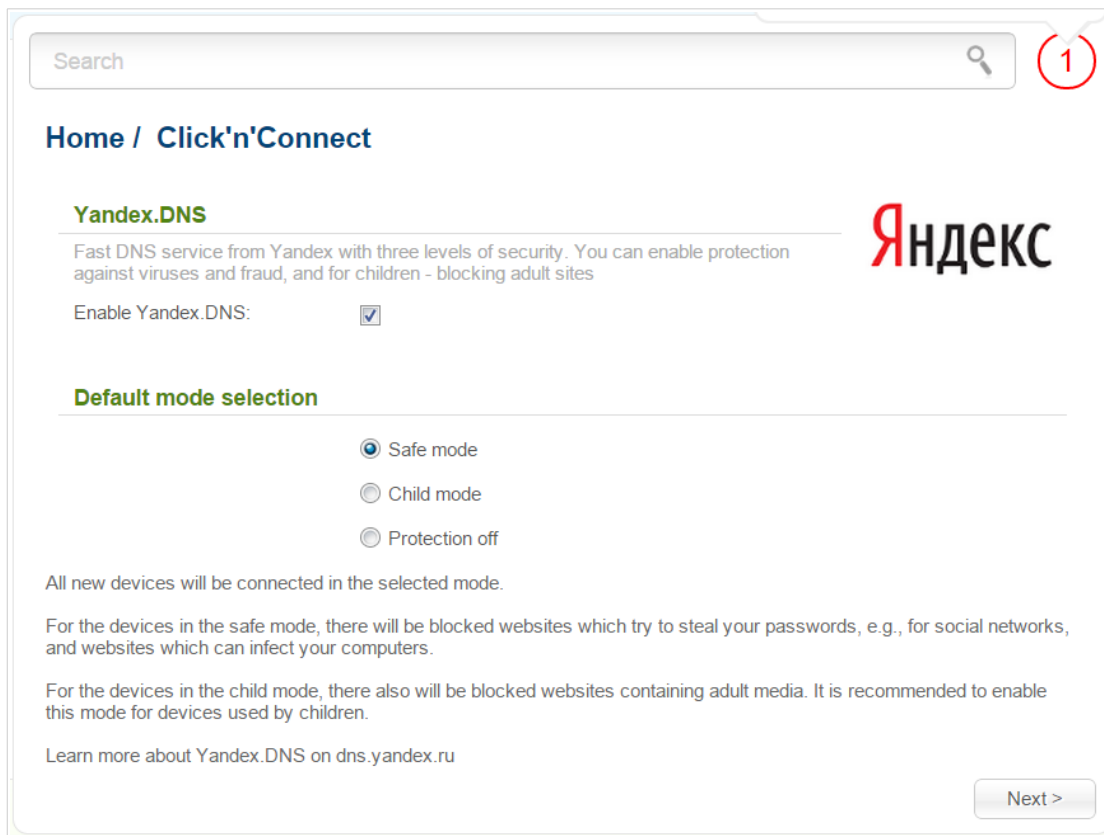 Search
1
Home / Click'n'Connect
Yandex.DNS
Яндекс
Fast DNS service from Yandex with three levels of security. You can enable protection
against viruses and fraud, and for children - blocking adult sites
Enable Yandex.DNS:
Default mode selection
Safe mode
Child mode
Protection off
All new devices will be connected in the selected mode.
For the devices in the safe mode, there will be blocked websites which try to steal your passwords, e.g., for social networks,
and websites which can infect your computers.
For the devices in the child mode, there also will be blocked websites containing adult media. It is recommended to enable
this mode for devices used by children.
Learn more about Yandex.DNS on dns.yandex.ru
Next >